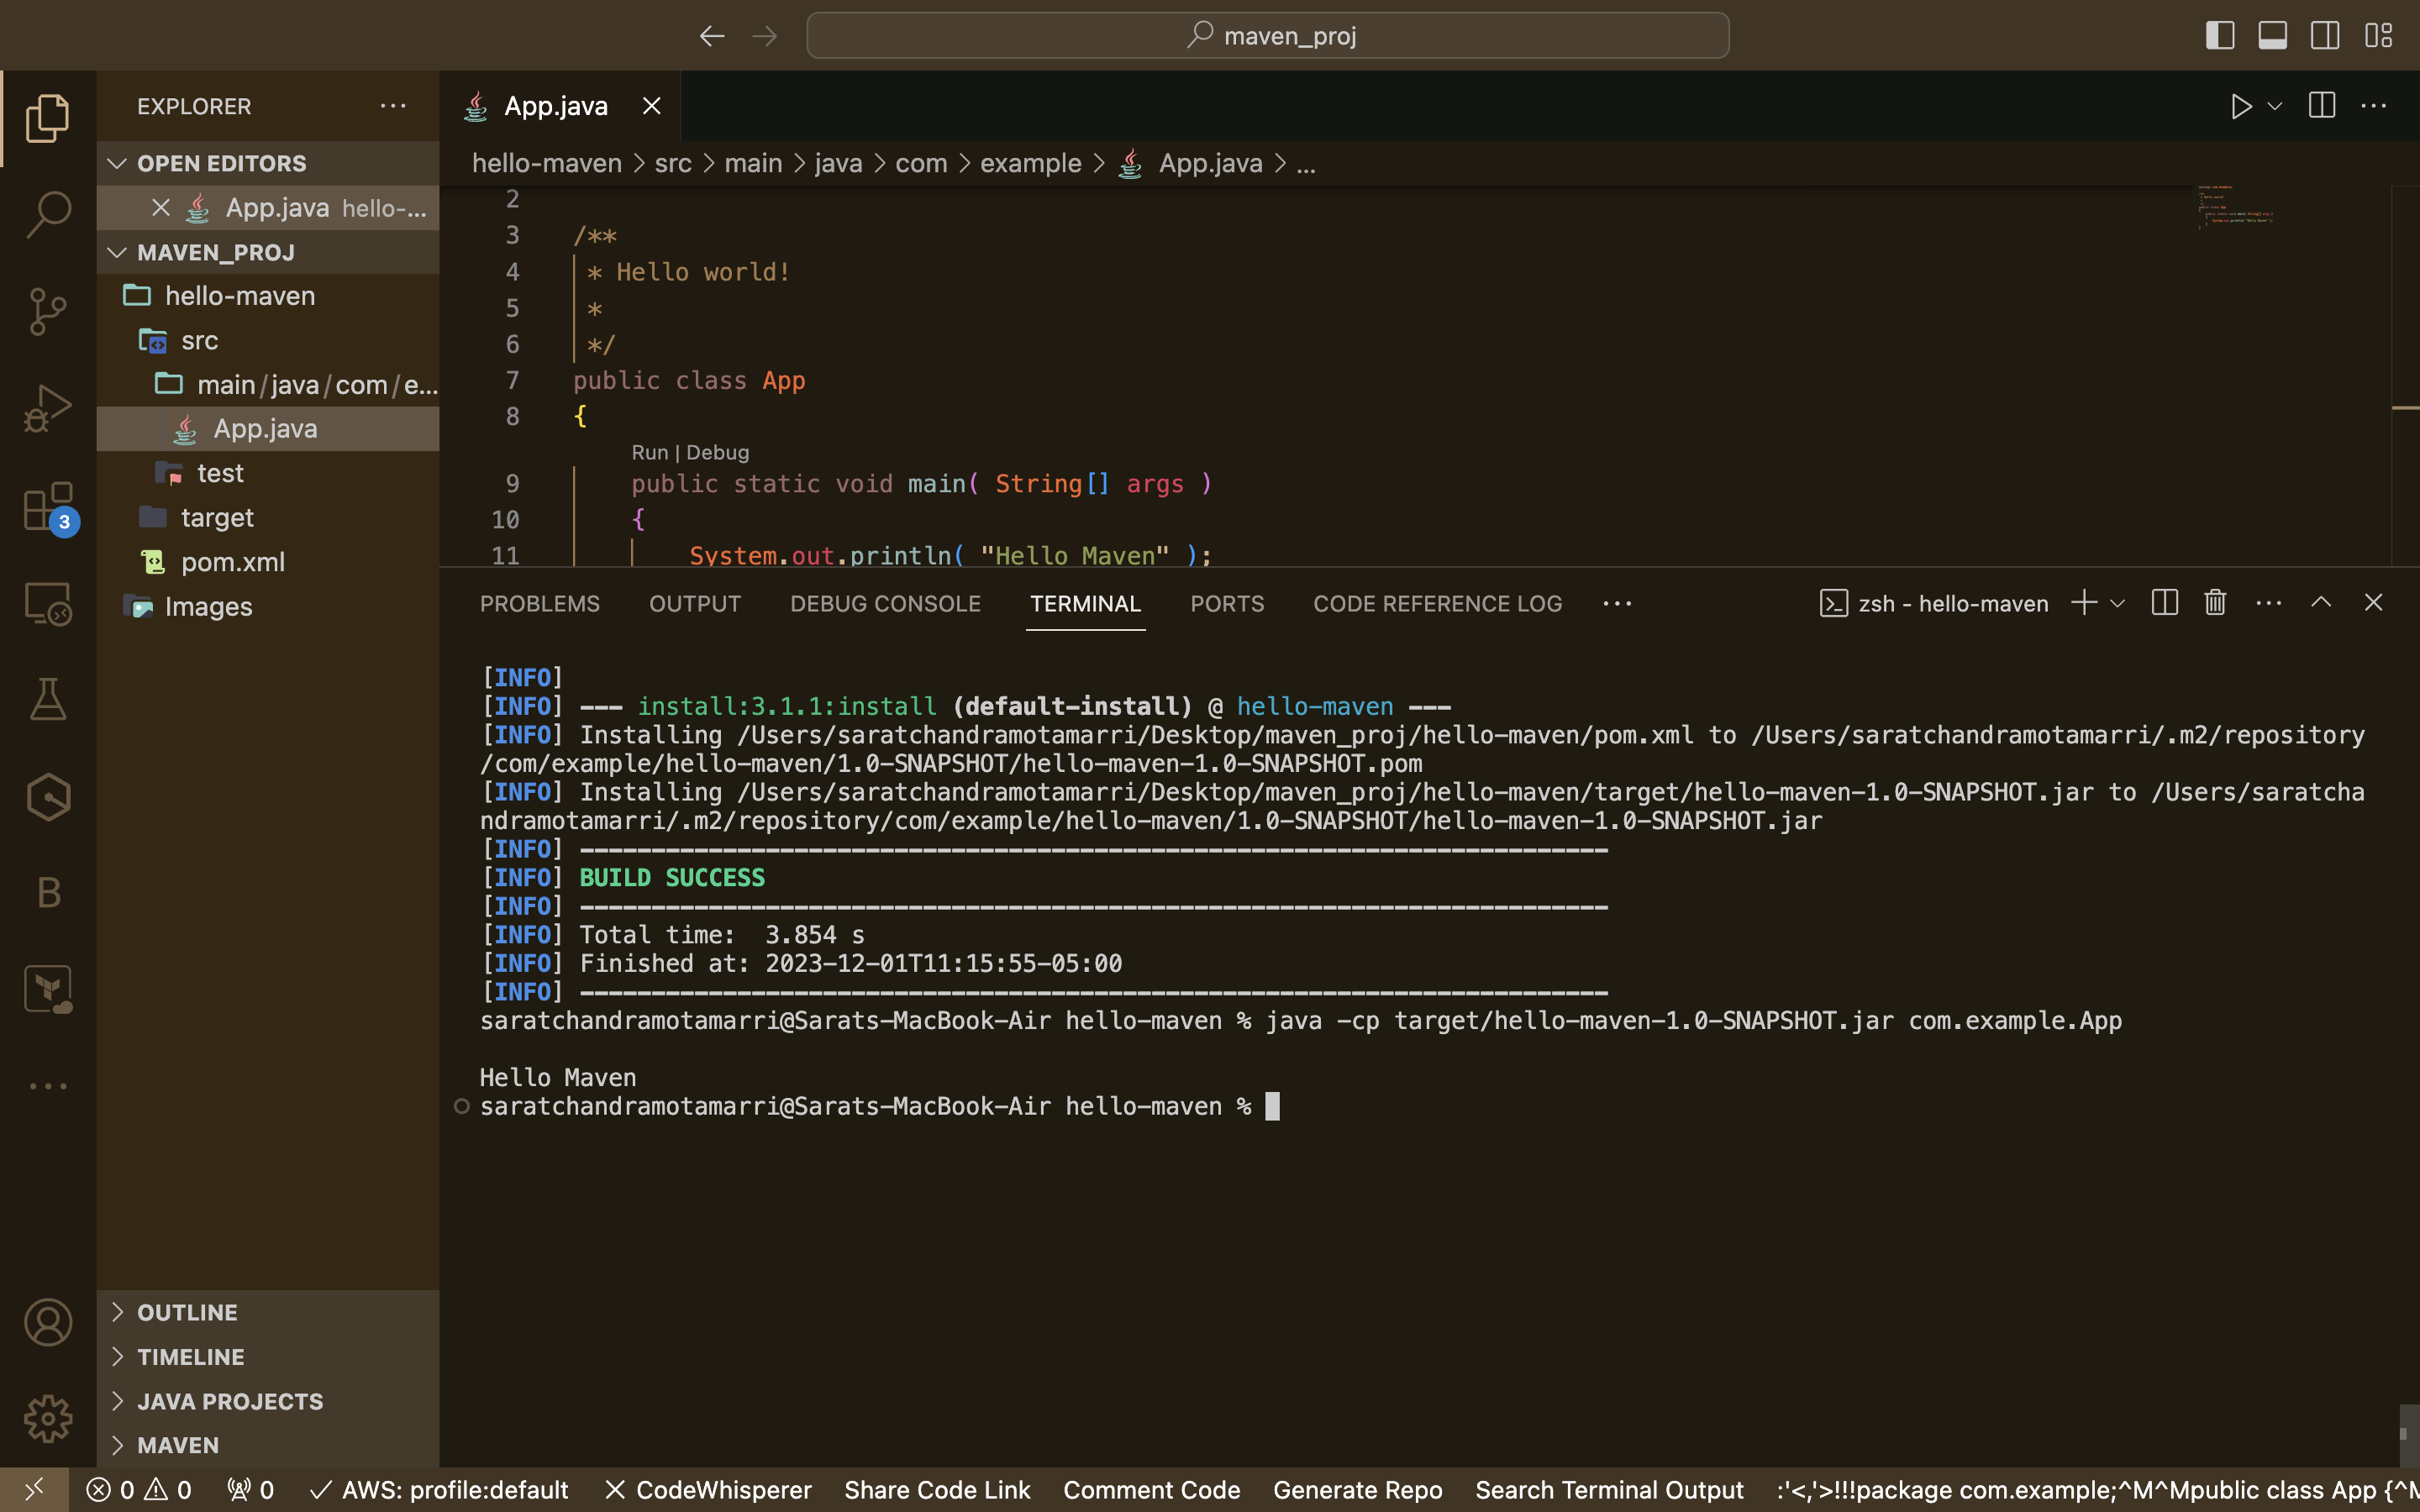 maven_proj
EXPLORER
OPEN EDITORS
App.java hello-...
MAVEN_PROJ
hello-maven
src
main/java/com/e...
App.java
test
target
pom.xml
Images
OUTLINE
TIMELINE
JAVA PROJECTS
MAVEN
3
B
App.java
hello-maven > src > main > java > com > example > App.java > ...
2
3 /**
4 * Hello world!
5 *
6 */
7 public class App
8 {
Run | Debug
9 public static void main( String[] args )
10 {
11 System.out.println( "Hello Maven" );
PROBLEMS OUTPUT DEBUG CONSOLE TERMINAL PORTS CODE REFERENCE LOG ... zsh - hello-maven
[INFO]
[INFO] --- install:3.1.1:install (default-install) @ hello-maven ---
[INFO] Installing /Users/saratchandramotamarri/Desktop/maven_proj/hello-maven/pom.xml to /Users/saratchandramotamarri/.m2/repository
/com/example/hello-maven/1.0-SNAPSHOT/hello-maven-1.0-SNAPSHOT.pom
[INFO] Installing /Users/saratchandramotamarri/Desktop/maven_proj/hello-maven/target/hello-maven-1.0-SNAPSHOT.jar to /Users/saratcha
ndramotamarri/.m2/repository/com/example/hello-maven/1.0-SNAPSHOT/hello-maven-1.0-SNAPSHOT.jar
[INFO] ------------------------------------------------------------------------
[INFO] BUILD SUCCESS
[INFO] ------------------------------------------------------------------------
[INFO] Total time:  3.854 s
[INFO] Finished at: 2023-12-01T11:15:55-05:00
[INFO] ------------------------------------------------------------------------
saratchandramotamarri@Sarats-MacBook-Air hello-maven % java -cp target/hello-maven-1.0-SNAPSHOT.jar com.example.App
Hello Maven
saratchandramotamarri@Sarats-MacBook-Air hello-maven %
0 0 0 AWS: profile:default CodeWhisperer Share Code Link Comment Code Generate Repo Search Terminal Output :'<,'>!!!package com.example;^M^Mpublic class App {^M